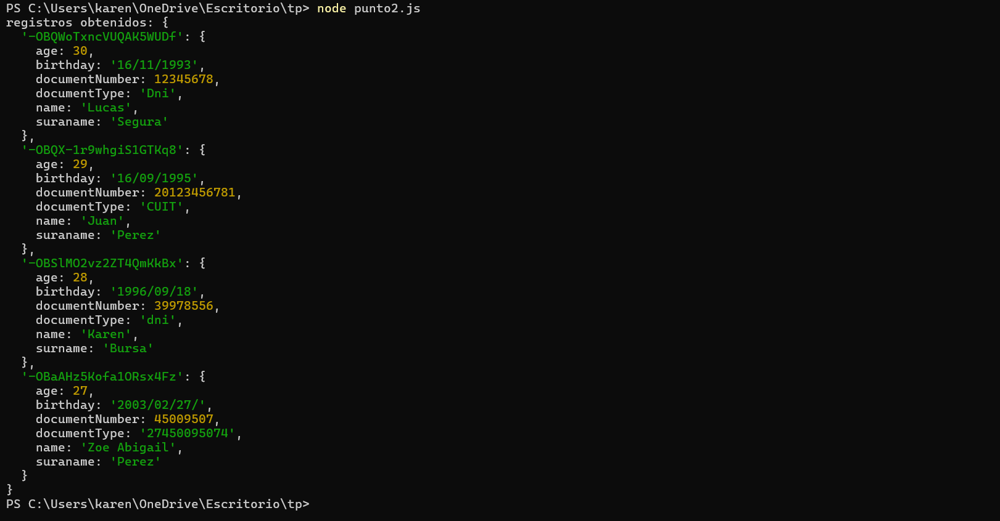 PS C:\Users\karen\OneDrive\Escritorio\tp> node punto2.js
registros obtenidos: {
  '-OBQWoTxncVUQAK5WUDf': {
    age: 30,
    birthday: '16/11/1993',
    documentNumber: 12345678,
    documentType: 'Dni',
    name: 'Lucas',
    suraname: 'Segura'
  },
  '-OBQX-1r9whgiS1GTKq8': {
    age: 29,
    birthday: '16/09/1995',
    documentNumber: 20123456781,
    documentType: 'CUIT',
    name: 'Juan',
    suraname: 'Perez'
  },
  '-OBSlMO2vz2ZT4QmKkBx': {
    age: 28,
    birthday: '1996/09/18',
    documentNumber: 39978556,
    documentType: 'dni',
    name: 'Karen',
    surname: 'Bursa'
  },
  '-OBaAHz5Kofa1ORsx4Fz': {
    age: 27,
    birthday: '2003/02/27/',
    documentNumber: 45009507,
    documentType: '27450095074',
    name: 'Zoe Abigail',
    suraname: 'Perez'
  }
}
PS C:\Users\karen\OneDrive\Escritorio\tp>